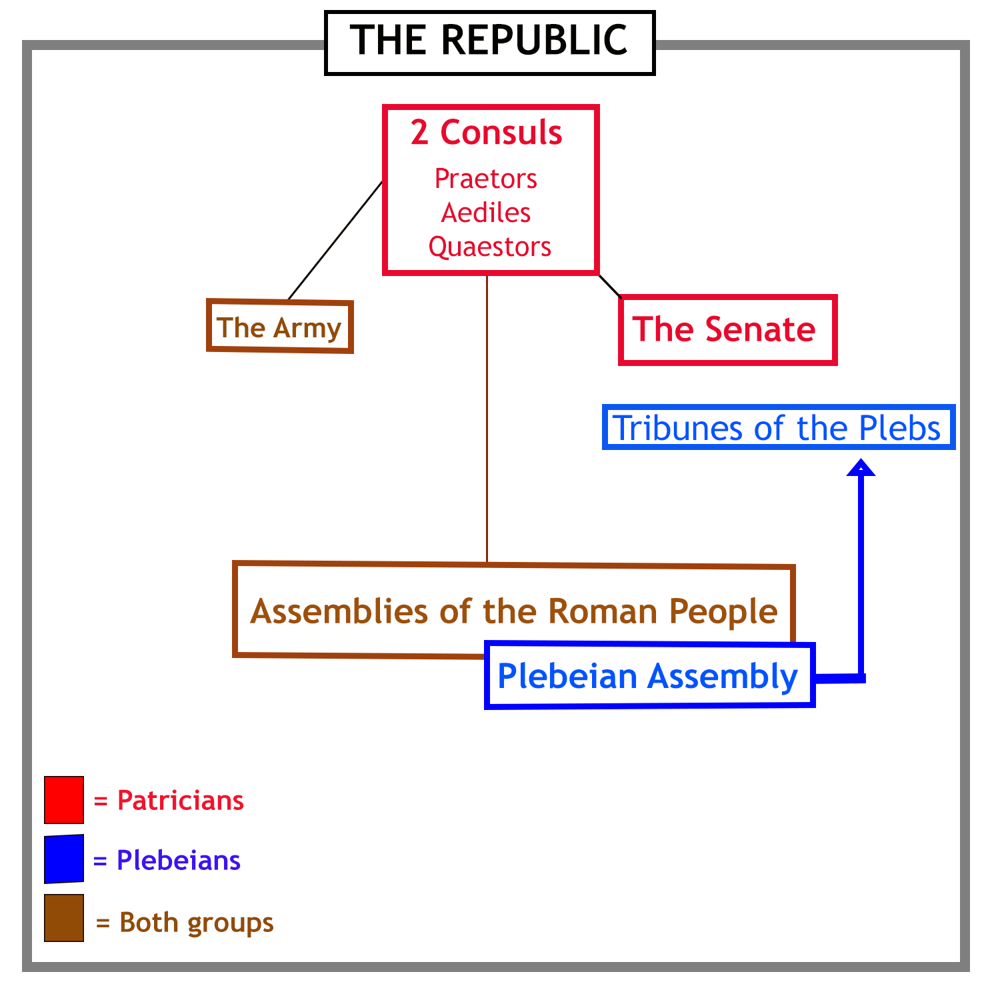 THE REPUBLIC
2 Consuls
Praetors
Aediles
Quaestors
The Army
The Senate
Tribunes of the Plebs
Assemblies of the Roman People
Plebeian Assembly
= Patricians
= Plebeians
= Both groups